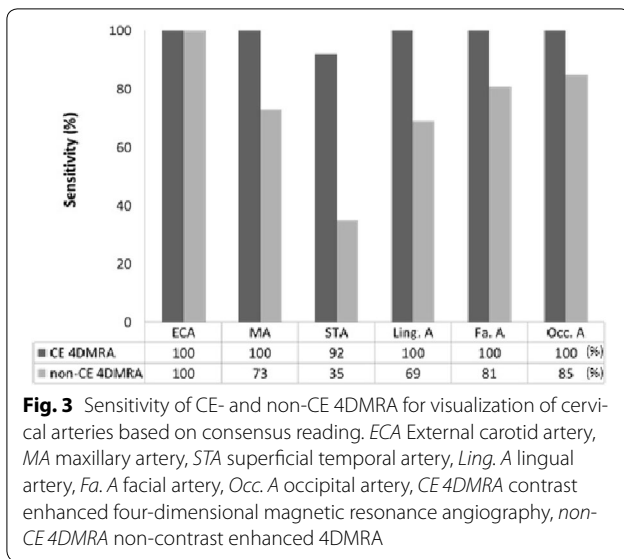 100
80
60
40
20
0
Sensitivity (%)
ECA MA STA Ling. A Fa. A Occ. A
CE 4DMRA 100 100 92 100 100 100 (%)
non-CE 4DMRA 100 73 35 69 81 85 (%)
Fig. 3 Sensitivity of CE- and non-CE 4DMRA for visualization of cervi-
cal arteries based on consensus reading. ECA External carotid artery,
MA maxillary artery, STA superficial temporal artery, Ling. A lingual
artery, Fa. A facial artery, Occ. A occipital artery, CE 4DMRA contrast
enhanced four-dimensional magnetic resonance angiography, non-
CE 4DMRA non-contrast enhanced 4DMRA